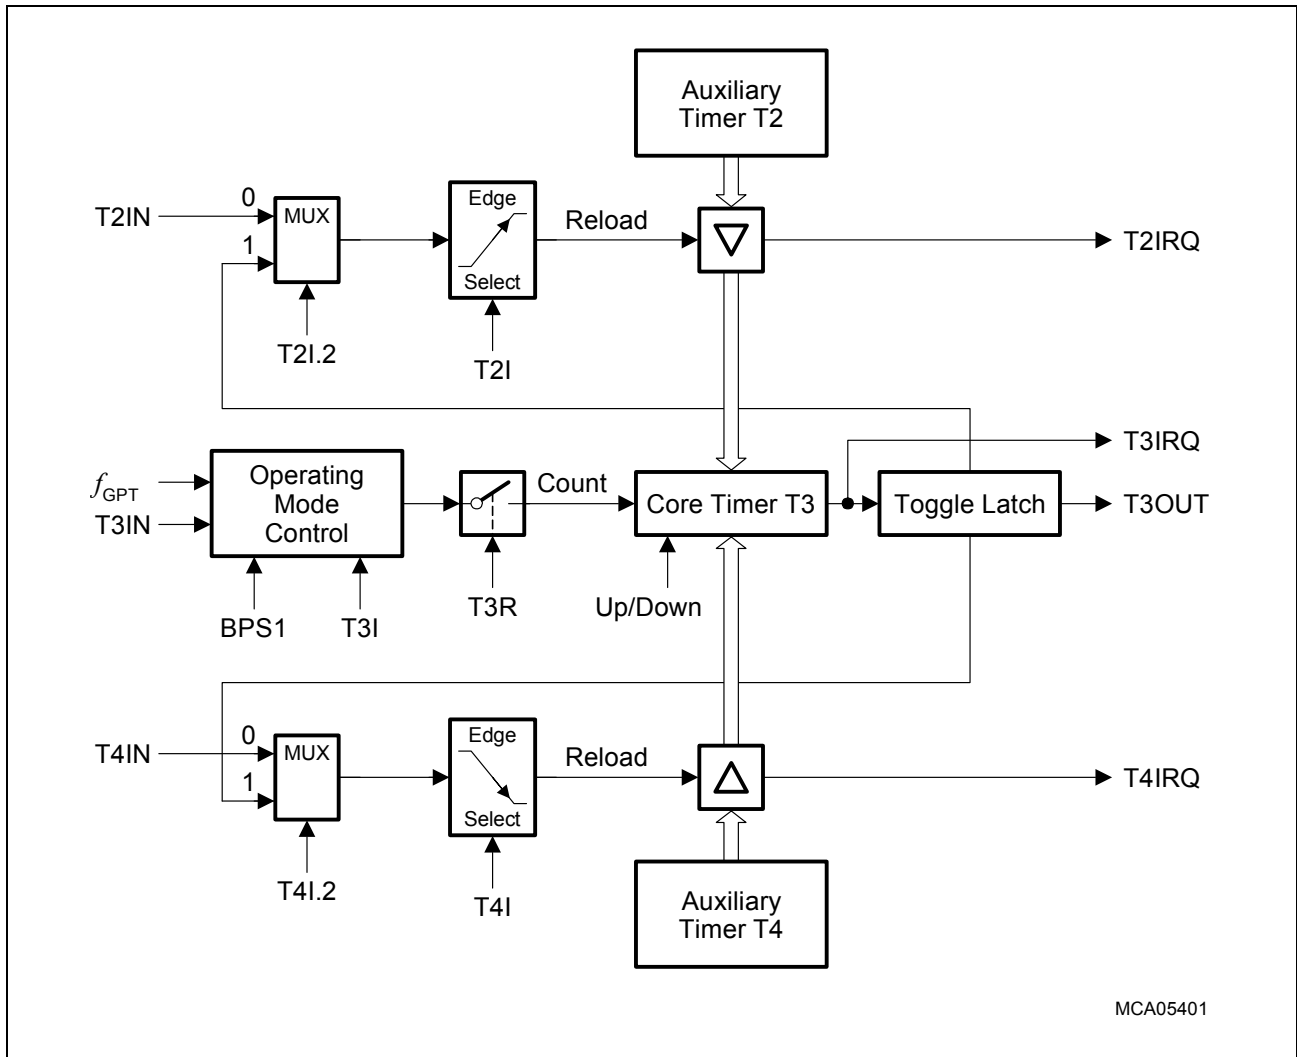 Auxiliary
Timer T2
T2IN
0
1
MUX
T2I.2
Edge
Select
T2I
Reload
T2IRQ
fGPT
T3IN
Operating
Mode
Control
BPS1
T3I
T3R
Count
Core Timer T3
Up/Down
Toggle Latch
T3IRQ
T3OUT
T4IN
0
1
MUX
T4I.2
Edge
Select
T4I
Reload
T4IRQ
Auxiliary
Timer T4
MCA05401